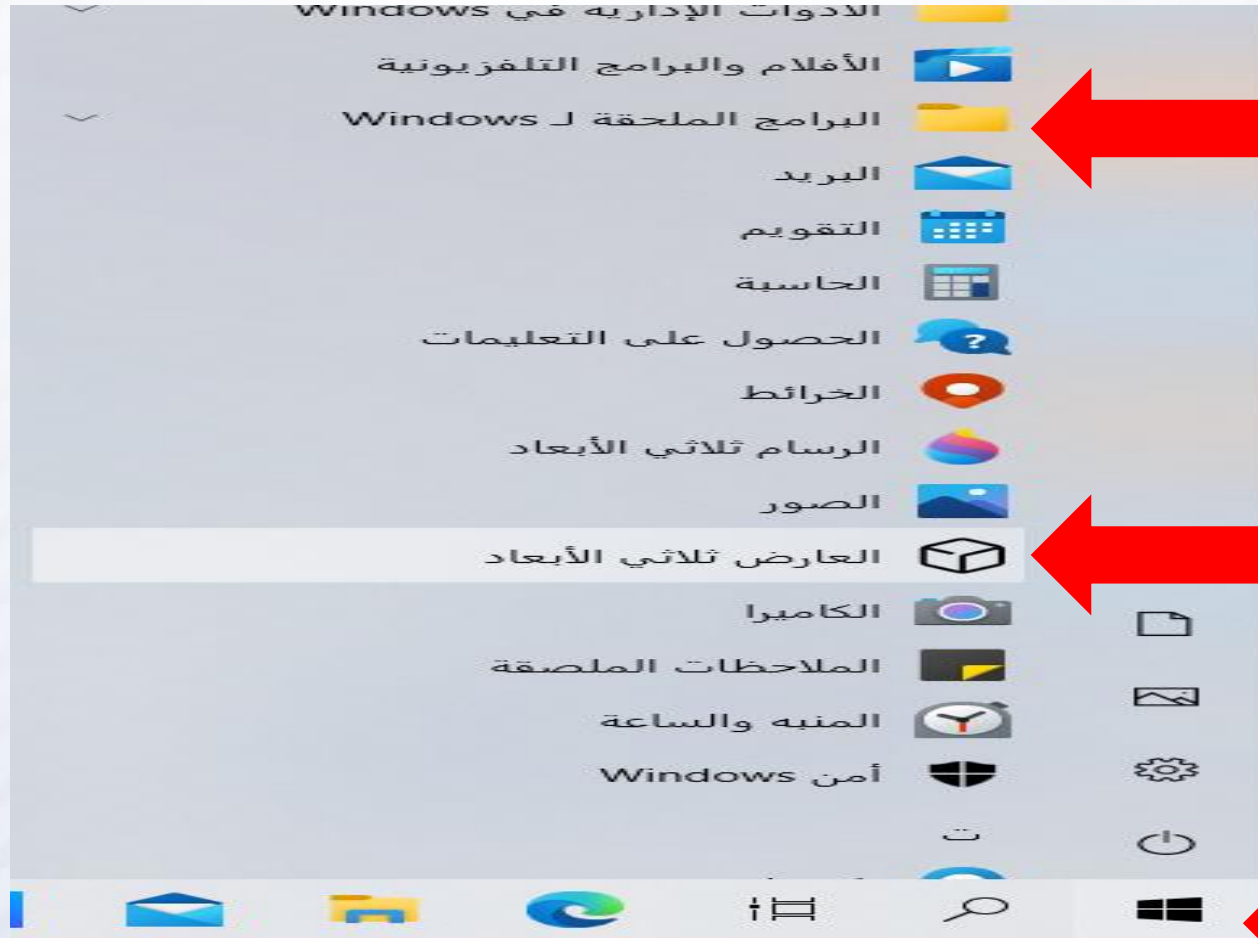 الأدوات الإدارية في Windows
الأفلام والبرامج التلفزيونية
البرامج الملحقة لـ Windows
البريد
التقويم
الحاسبة
الحصول على التعليمات
الخرائط
الرسام ثلاثي الأبعاد
الصور
العارض ثلاثي الأبعاد
الكاميرا
الملاحظات الملصقة
المنبه والساعة
أمن Windows
ت